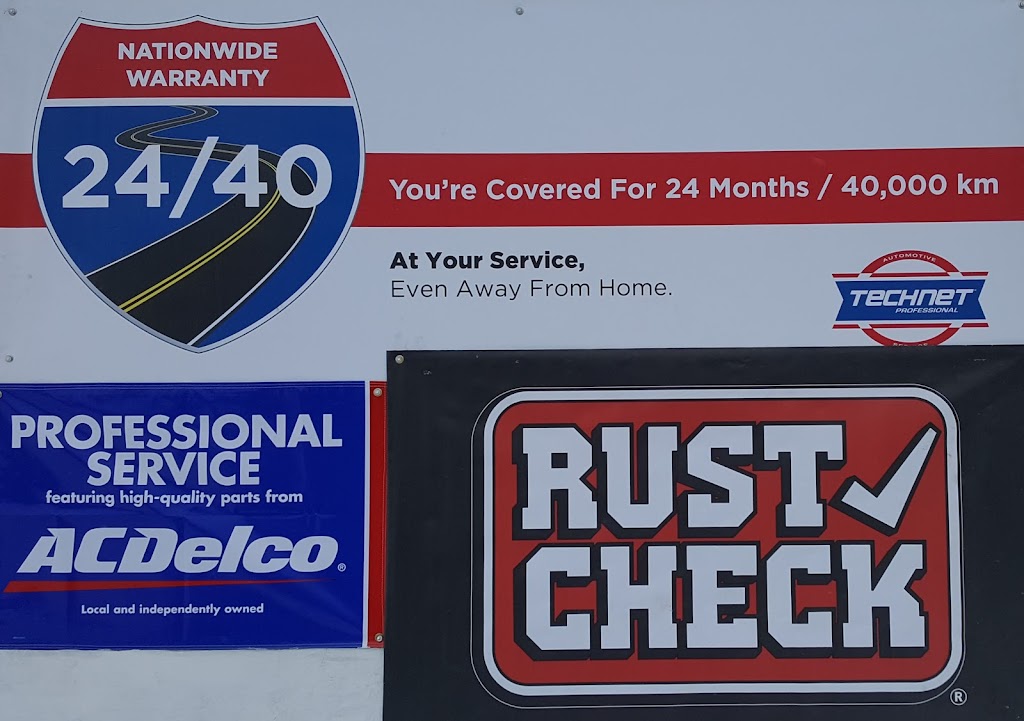 NATIONWIDE
WARRANTY
24/40
You're Covered For 24 Months / 40,000 km
At Your Service,
Even Away From Home.
AUTOMOTIVE
TECHNET
PROFESSIONAL
PROFESSIONAL
SERVICE
featuring high-quality parts from
ACDelco®
Local and independently owned
RUST
CHECK
®